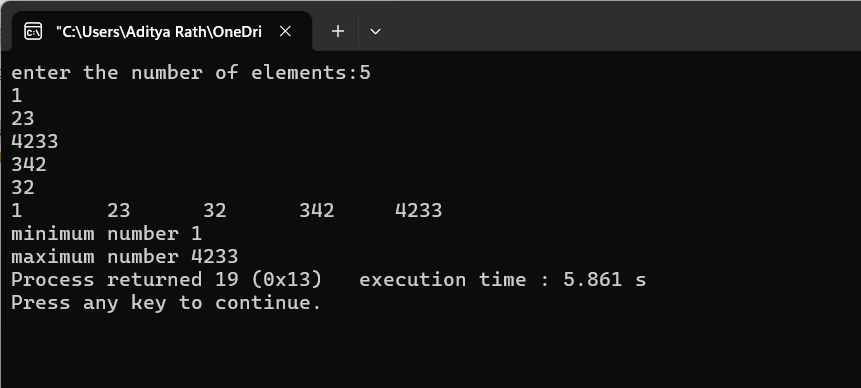 "C:\Users\Aditya Rath\OneDri
enter the number of elements:5
1
23
4233
342
32
1       23      32      342     4233
minimum number 1
maximum number 4233
Process returned 19 (0x13)   execution time : 5.861 s
Press any key to continue.